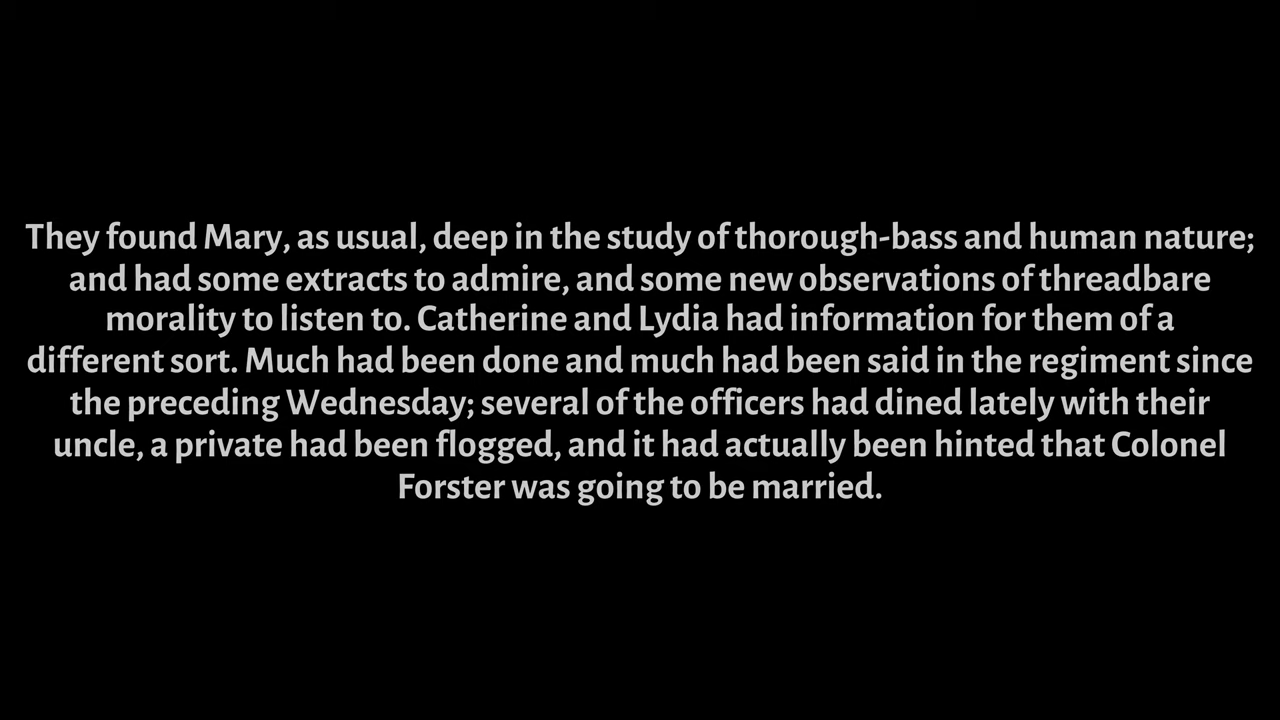 They found Mary, as usual, deep in the study of thorough-bass and human nature;
and had some extracts to admire, and some new observations of threadbare
morality to listen to. Catherine and Lydia had information for them of a
different sort. Much had been done and much had been said in the regiment since
the preceding Wednesday; several of the officers had dined lately with their
uncle, a private had been flogged, and it had actually been hinted that Colonel
Forster was going to be married.